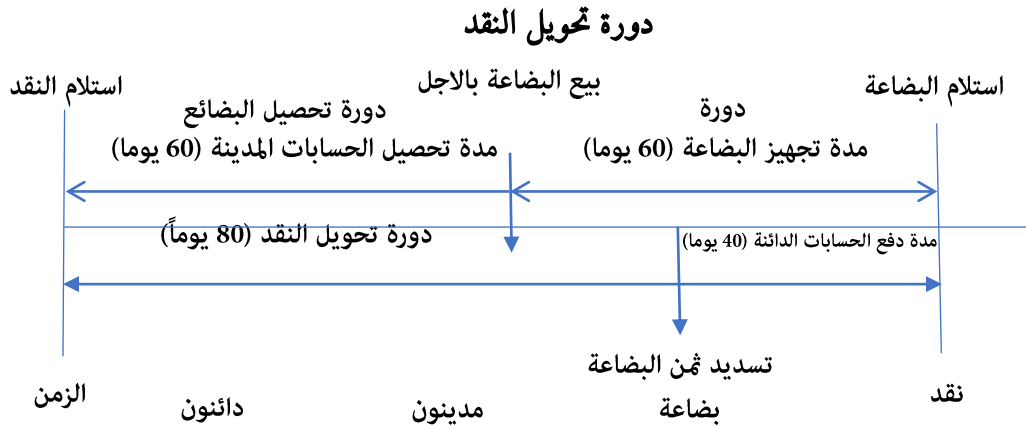 دورة تحويل النقد
استلام البضاعة
بيع البضاعة بالاجل
استلام النقد
دورة
مدة تجهيز البضاعة (60 يوما)
دورة تحصيل البضائع
مدة تحصيل الحسابات المدينة (60 يوما)
مدة دفع الحسابات الدائنة (40 يوما)
دورة تحويل النقد (80 يوماً)
تسديد ثمن البضاعة
نقد
بضاعة
مدينون
دائنون
الزمن